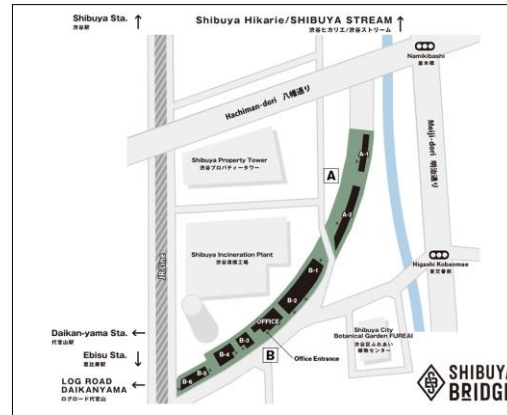 Shibuya Sta.
渋谷駅
Shibuya Hikarie/SHIBUYA STREAM
渋谷ヒカリエ/渋谷ストリーム
Namikibashi
並木橋
Hachiman-dori 八幡通り
Meiji-dori 明治通り
A-1
Shibuya Property Tower
渋谷プロパティータワー
A
A-2
Shibuya Incineration Plant
渋谷清掃工場
JR Line
Higashi Kobanmae
東交番前
B-1
B-2
OFFICE
B-3
B-4
B-5
B-6
B
Office Entrance
Shibuya City
Botanical Garden FUREAI
渋谷区ふれあい
植物センター
Daikan-yama Sta.
代官山駅
Ebisu Sta.
恵比寿駅
LOG ROAD
DAIKANYAMA
ログロード代官山
SHIBUYA
BRIDGE